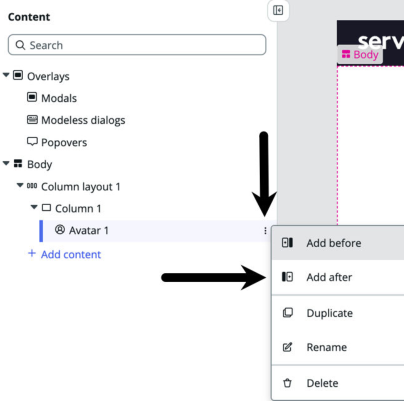 Content
Search
Overlays
Modals
Modeless dialogs
Popovers
Body
Column layout 1
Column 1
Avatar 1
+ Add content
serv
Body
Add before
Add after
Duplicate
Rename
Delete